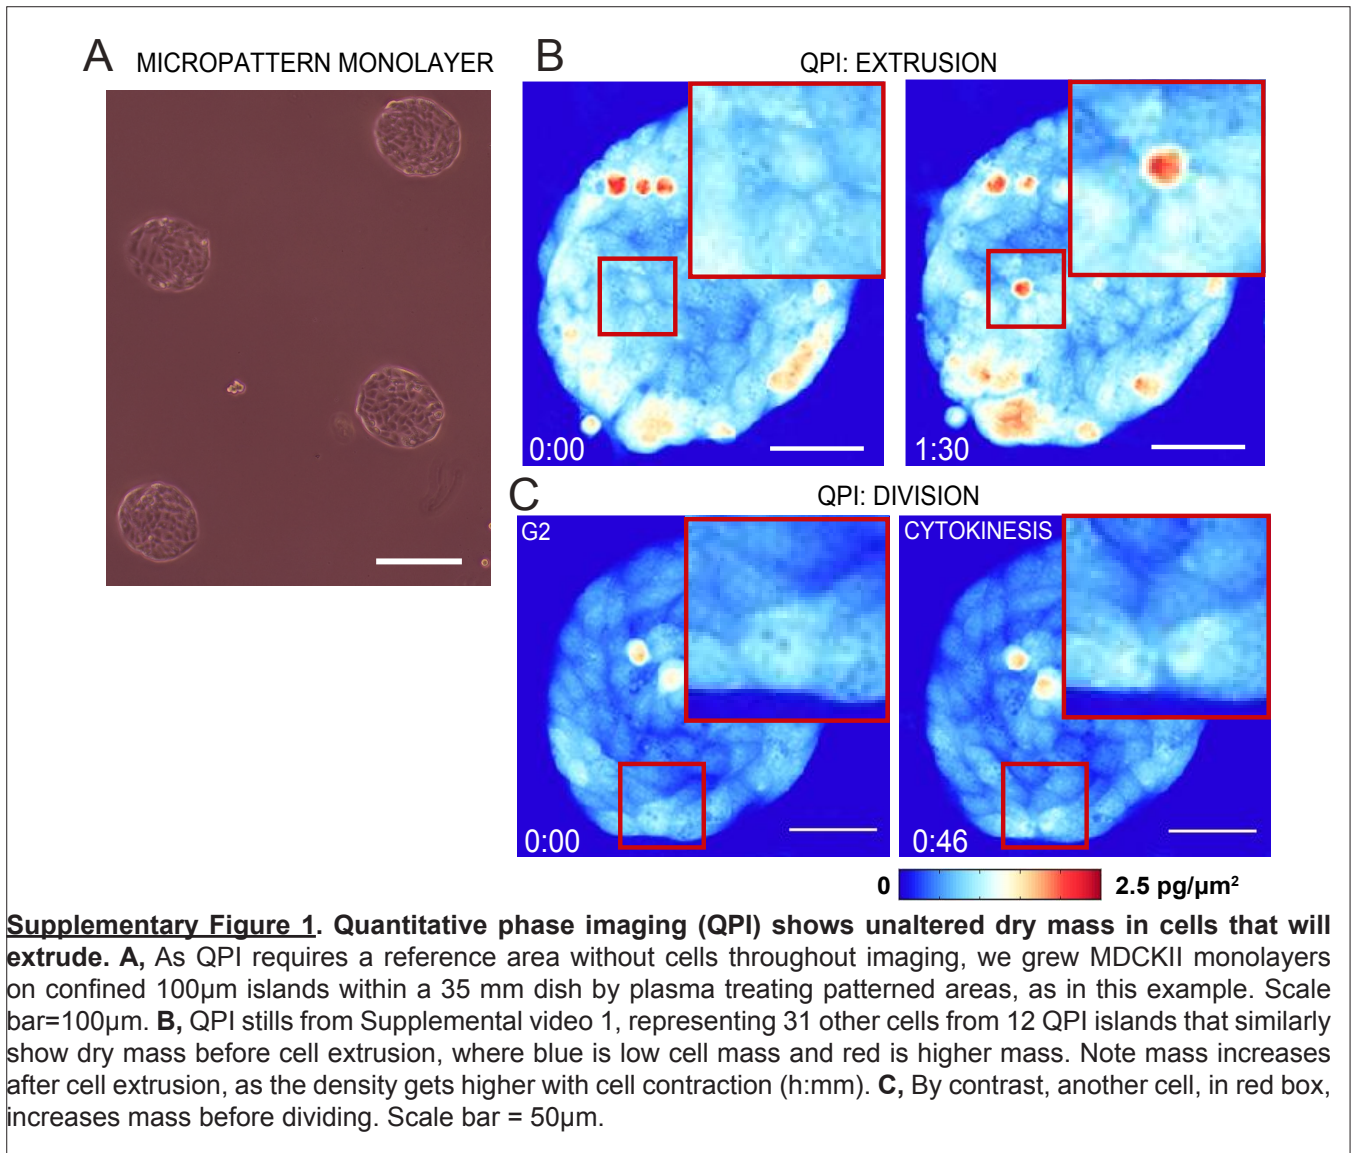 A MICROPATTERN MONOLAYER
B QPI: EXTRUSION
0:00
1:30
C QPI: DIVISION
G2
CYTOKINESIS
0:00
0:46
0 2.5 pg/µm²
Supplementary Figure 1. Quantitative phase imaging (QPI) shows unaltered dry mass in cells that will
extrude. A, As QPI requires a reference area without cells throughout imaging, we grew MDCKII monolayers
on confined 100µm islands within a 35 mm dish by plasma treating patterned areas, as in this example. Scale
bar=100µm. B, QPI stills from Supplemental video 1, representing 31 other cells from 12 QPI islands that similarly
show dry mass before cell extrusion, where blue is low cell mass and red is higher mass. Note mass increases
after cell extrusion, as the density gets higher with cell contraction (h:mm). C, By contrast, another cell, in red box,
increases mass before dividing. Scale bar = 50µm.